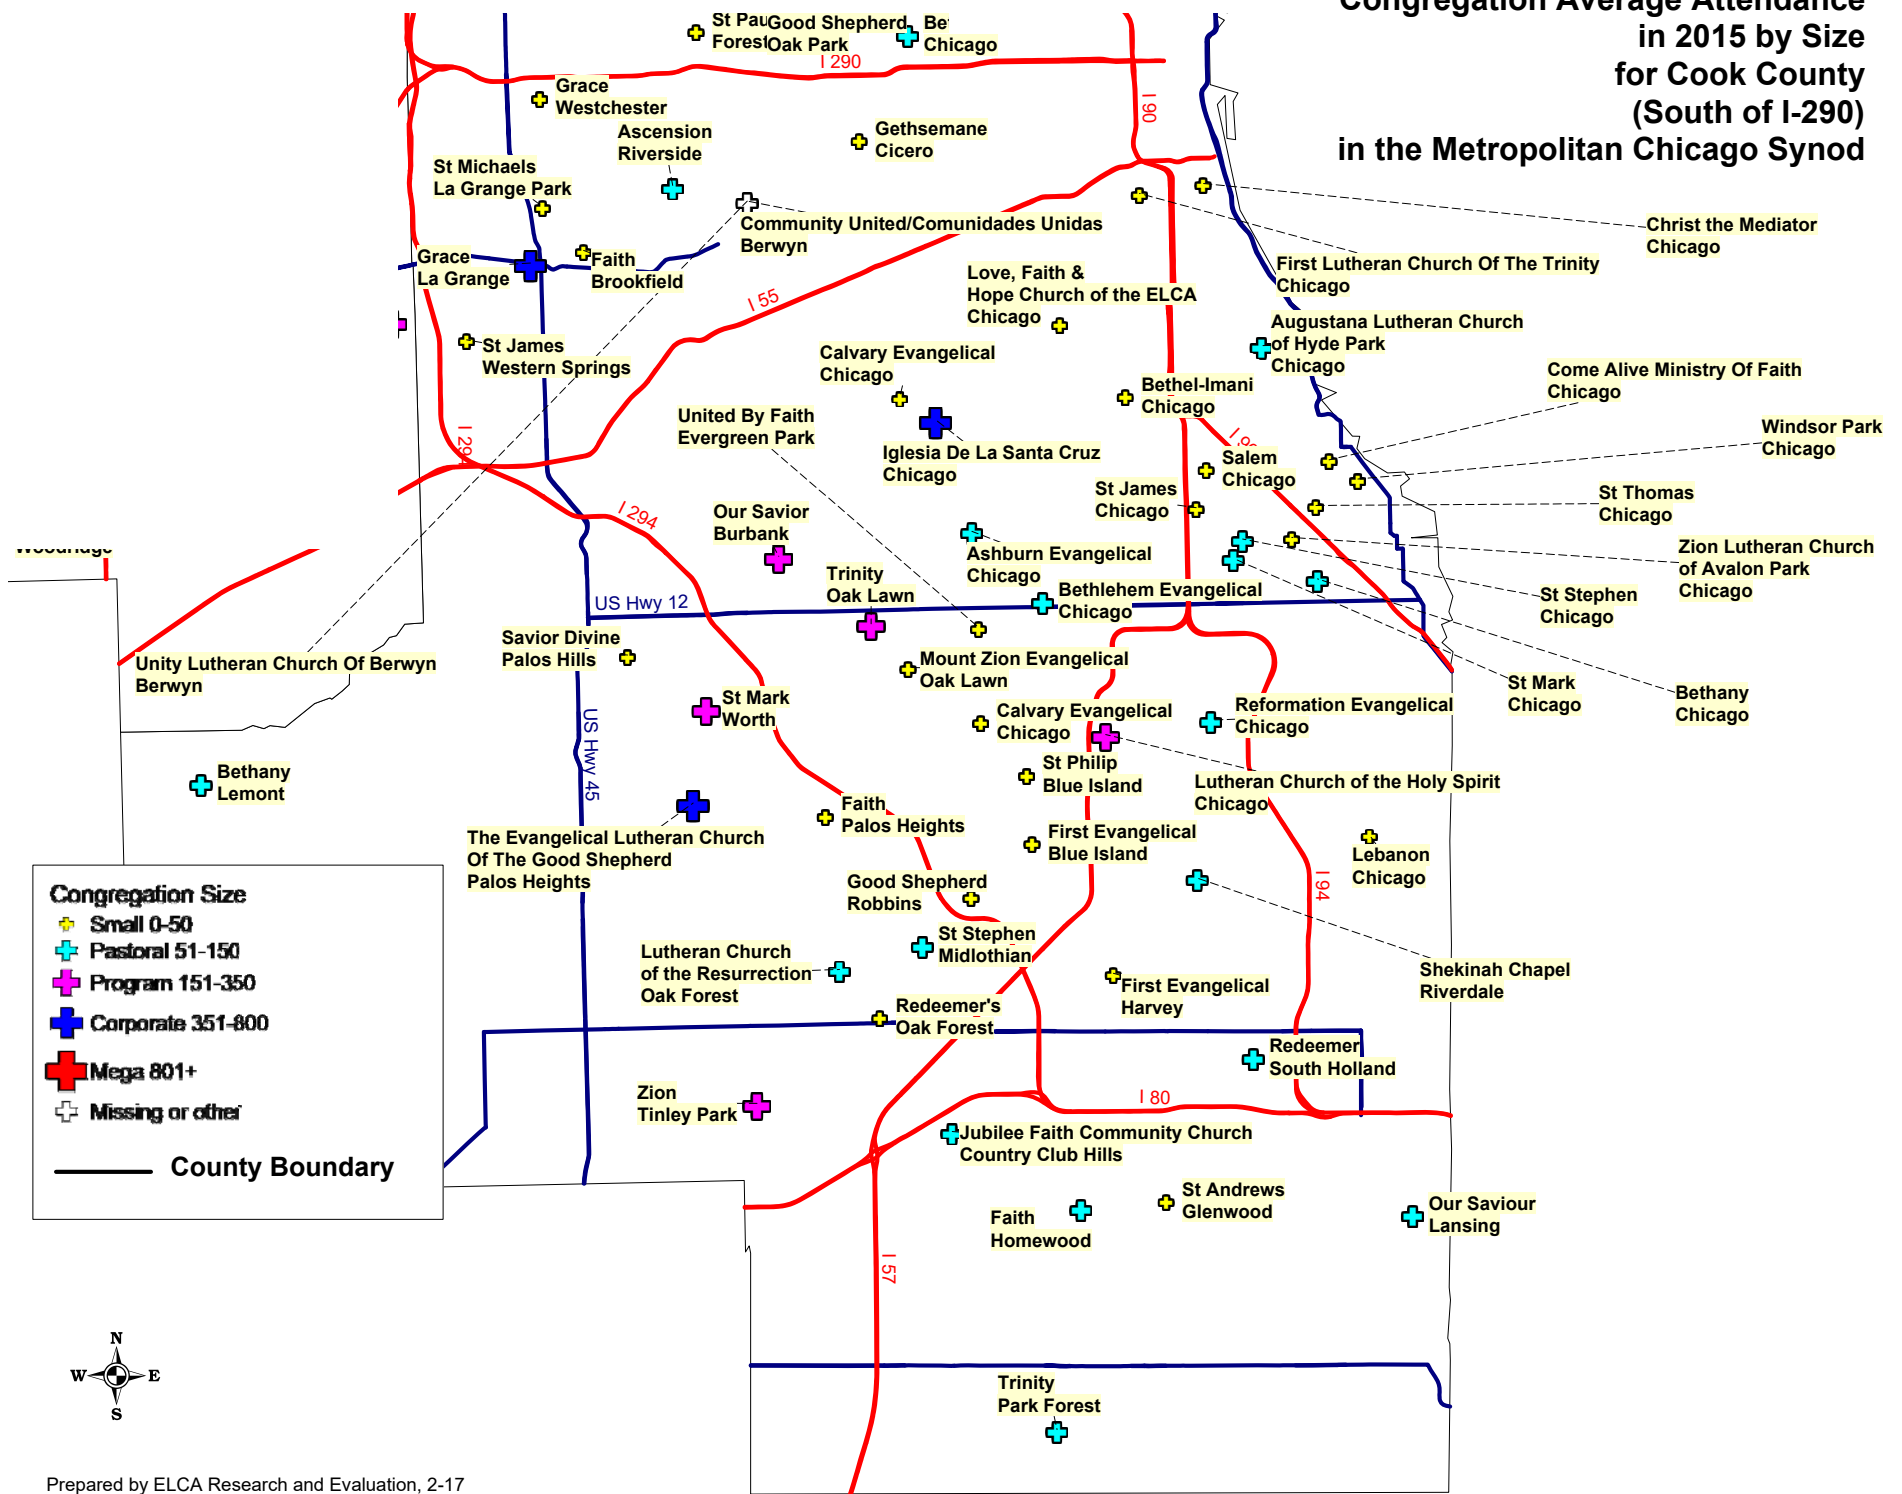 Congregation Average Attendance
in 2015 by Size
for Cook County
(South of I-290)
in the Metropolitan Chicago Synod
St Pau
Forest
Good Shepherd
Oak Park
Be
Chicago
I 290
I 90
Grace
Westchester
Ascension
Riverside
Gethsemane
Cicero
St Michaels
La Grange Park
Community United/Comunidades Unidas
Berwyn
Christ the Mediator
Chicago
Grace
La Grange
Faith
Brookfield
First Lutheran Church Of The Trinity
Chicago
Love, Faith &
Hope Church of the ELCA
Chicago
I 55
Augustana Lutheran Church
of Hyde Park
Chicago
St James
Western Springs
Calvary Evangelical
Chicago
Come Alive Ministry Of Faith
Chicago
Bethel-Imani
Chicago
United By Faith
Evergreen Park
Windsor Park
Chicago
Iglesia De La Santa Cruz
Chicago
Salem
Chicago
St James
Chicago
St Thomas
Chicago
I 294
Our Savior
Burbank
Ashburn Evangelical
Chicago
Zion Lutheran Church
of Avalon Park
Chicago
Woodridge
Trinity
Oak Lawn
Bethlehem Evangelical
Chicago
St Stephen
Chicago
US Hwy 12
Savior Divine
Palos Hills
Unity Lutheran Church Of Berwyn
Berwyn
Mount Zion Evangelical
Oak Lawn
St Mark
Chicago
Bethany
Chicago
St Mark
Worth
US Hwy 45
Calvary Evangelical
Chicago
Reformation Evangelical
Chicago
St Philip
Blue Island
Lutheran Church of the Holy Spirit
Chicago
Bethany
Lemont
Faith
Palos Heights
The Evangelical Lutheran Church
Of The Good Shepherd
Palos Heights
First Evangelical
Blue Island
Lebanon
Chicago
I 94
Good Shepherd
Robbins
St Stephen
Midlothian
Lutheran Church
of the Resurrection
Oak Forest
Shekinah Chapel
Riverdale
First Evangelical
Harvey
Redeemer's
Oak Forest
Redeemer
South Holland
Zion
Tinley Park
I 80
Jubilee Faith Community Church
Country Club Hills
St Andrews
Glenwood
Our Saviour
Lansing
Faith
Homewood
I 57
Trinity
Park Forest
Congregation Size
Small 0-50
Pastoral 51-150
Program 151-350
Corporate 351-800
Mega 801+
Missing or other
County Boundary
N
W
E
S
Prepared by ELCA Research and Evaluation, 2-17